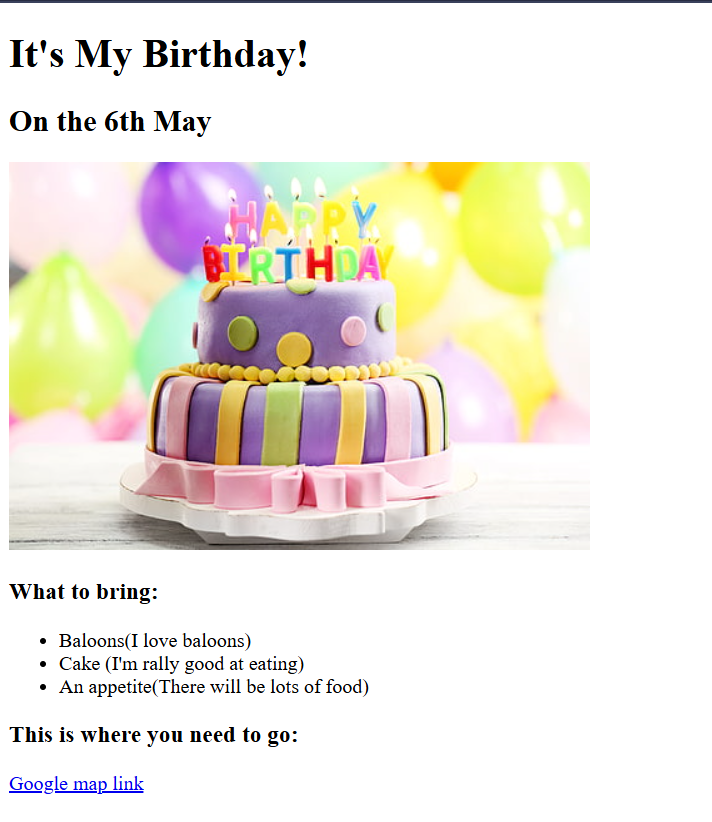 It's My Birthday!
On the 6th May
HAPPY
BIRTHDAY
What to bring:
Baloons(I love baloons)
Cake (I'm rally good at eating)
An appetite(There will be lots of food)
This is where you need to go:
Google map link